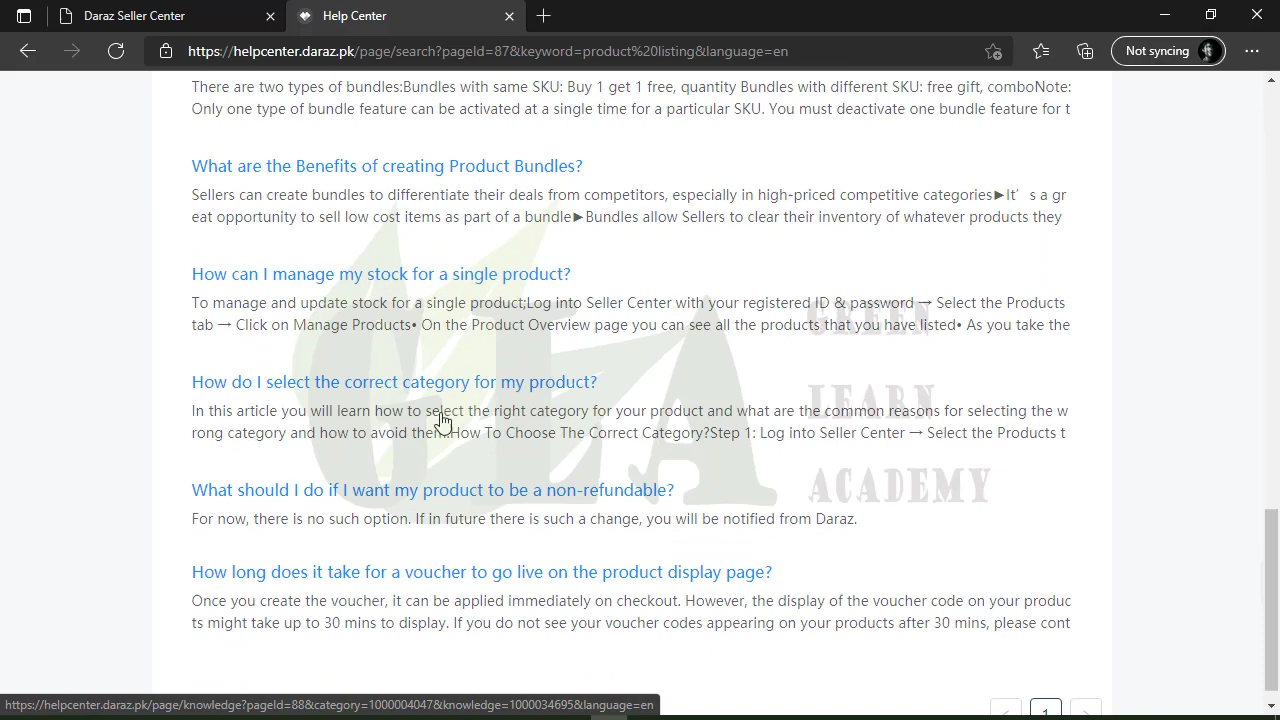 Daraz Seller Center
Help Center
https://helpcenter.daraz.pk/page/search?pageId=87&keyword=product%20listing&language=en
Not syncing
There are two types of bundles:Bundles with same SKU: Buy 1 get 1 free, quantity Bundles with different SKU: free gift, comboNote:
Only one type of bundle feature can be activated at a single time for a particular SKU. You must deactivate one bundle feature for t
What are the Benefits of creating Product Bundles?
Sellers can create bundles to differentiate their deals from competitors, especially in high-priced competitive categories►It’s a gr
eat opportunity to sell low cost items as part of a bundle►Bundles allow Sellers to clear their inventory of whatever products they
How can I manage my stock for a single product?
To manage and update stock for a single product;Log into Seller Center with your registered ID & password → Select the Products
tab → Click on Manage Products• On the Product Overview page you can see all the products that you have listed• As you take the
How do I select the correct category for my product?
In this article you will learn how to select the right category for your product and what are the common reasons for selecting the w
rong category and how to avoid them.How To Choose The Correct Category?Step 1: Log into Seller Center → Select the Products t
What should I do if I want my product to be a non-refundable?
For now, there is no such option. If in future there is such a change, you will be notified from Daraz.
How long does it take for a voucher to go live on the product display page?
Once you create the voucher, it can be applied immediately on checkout. However, the display of the voucher code on your produc
ts might take up to 30 mins to display. If you do not see your voucher codes appearing on your products after 30 mins, please cont
GLA
GREEN
LEARN
ACADEMY
1
https://helpcenter.daraz.pk/page/knowledge?pageId=88&category=1000004047&knowledge=1000034695&language=en